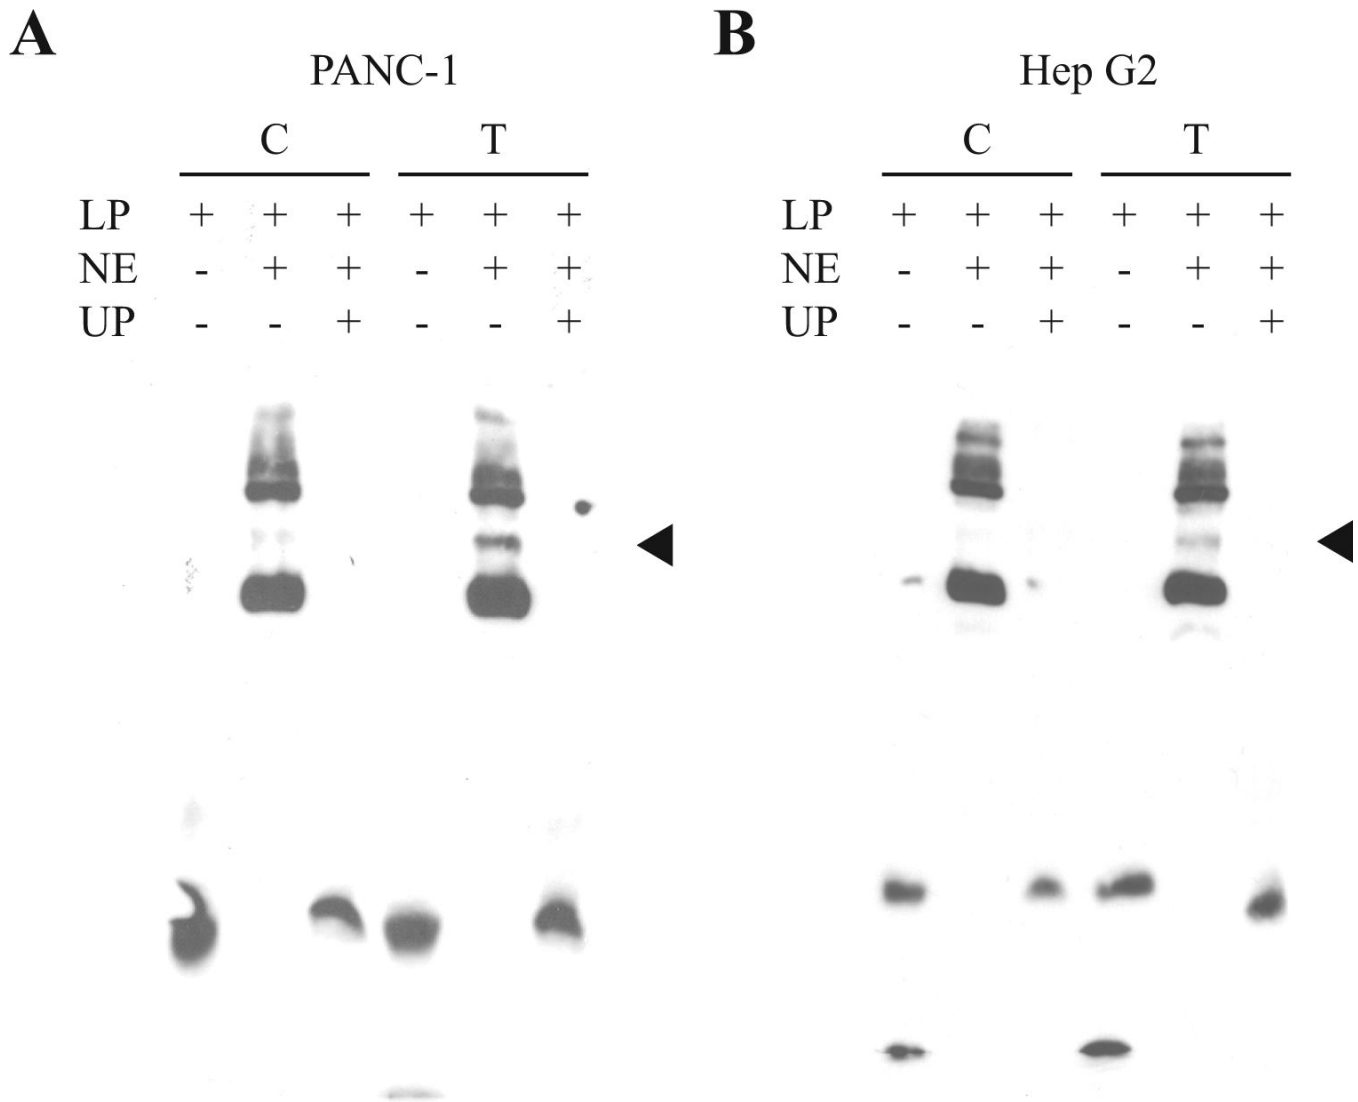 A B
PANC-1 Hep G2
C T C T
LP + + + + + + LP + + + + + +
NE - + + - + + NE - + + - + +
UP - - + - - + UP - - + - - +